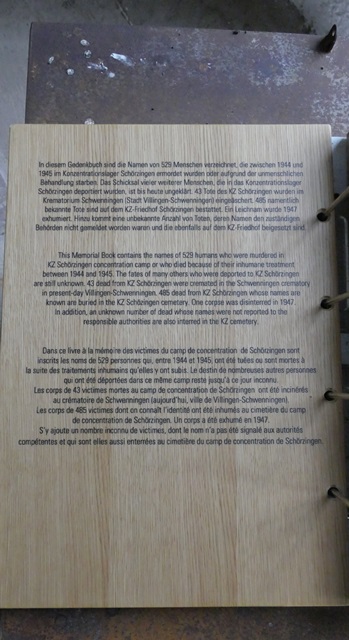 In diesem Gedenkbuch sind die Namen von 529 Menschen verzeichnet, die zwischen 1944 und
1945 im Konzentrationslager Schörzingen ermordet wurden oder aufgrund der unmenschlichen
Behandlung starben. Das Schicksal vieler weiterer Menschen, die in das Konzentrationslager
Schörzingen deportiert wurden, ist bis heute ungeklärt. 43 Tote des KZ Schörzingen wurden im
Krematorium Schwenningen (Stadt Villingen-Schwenningen) eingeäschert, 485 namentlich
bekannte Tote sind auf dem KZ-Friedhof Schörzingen bestattet. Ein Leichnam wurde 1947
exhumiert. Hinzu kommt eine unbekannte Anzahl von Toten, deren Namen den zuständigen
Behörden nicht gemeldet worden waren und die ebenfalls auf dem KZ-Friedhof beigesetzt sind.
This Memorial Book contains the names of 529 humans who were murdered in
KZ Schörzingen concentration camp or who died because of their inhumane treatment
between 1944 and 1945. The fates of many others who were deported to KZ Schörzingen
are still unknown. 43 dead from KZ Schörzingen were cremated in the Schwenningen crematory
in present-day Villingen-Schwenningen. 485 dead from KZ Schörzingen whose names are
known are buried in the KZ Schörzingen cemetery. One corpse was disinterred in 1947.
In addition, an unknown number of dead whose names were not reported to the
responsible authorities are also interred in the KZ cemetery.
Dans ce livre à la mémoire des victimes du camp de concentration de Schörzingen sont
inscrits les noms de 529 personnes qui, entre 1944 et 1945, ont été tuées ou sont mortes à
la suite des traitements inhumains qu'elles y ont subis. Le destin de nombreuses autres personnes
qui ont été déportées dans ce même camp reste jusqu'à ce jour inconnu.
Les corps de 43 victimes mortes au camp de concentration de Schörzingen ont été incinérés
au crématoire de Schwenningen (aujourd'hui, ville de Villingen-Schwenningen).
Les corps de 485 victimes dont on connaît l'identité ont été inhumés au cimetière du camp
de concentration de Schörzingen. Un corps a été exhumé en 1947.
S'y ajoute un nombre inconnu de victimes, dont le nom n'a pas été signalé aux autorités
compétentes et qui sont elles aussi enterrées au cimetière du camp de concentration de Schörzingen.